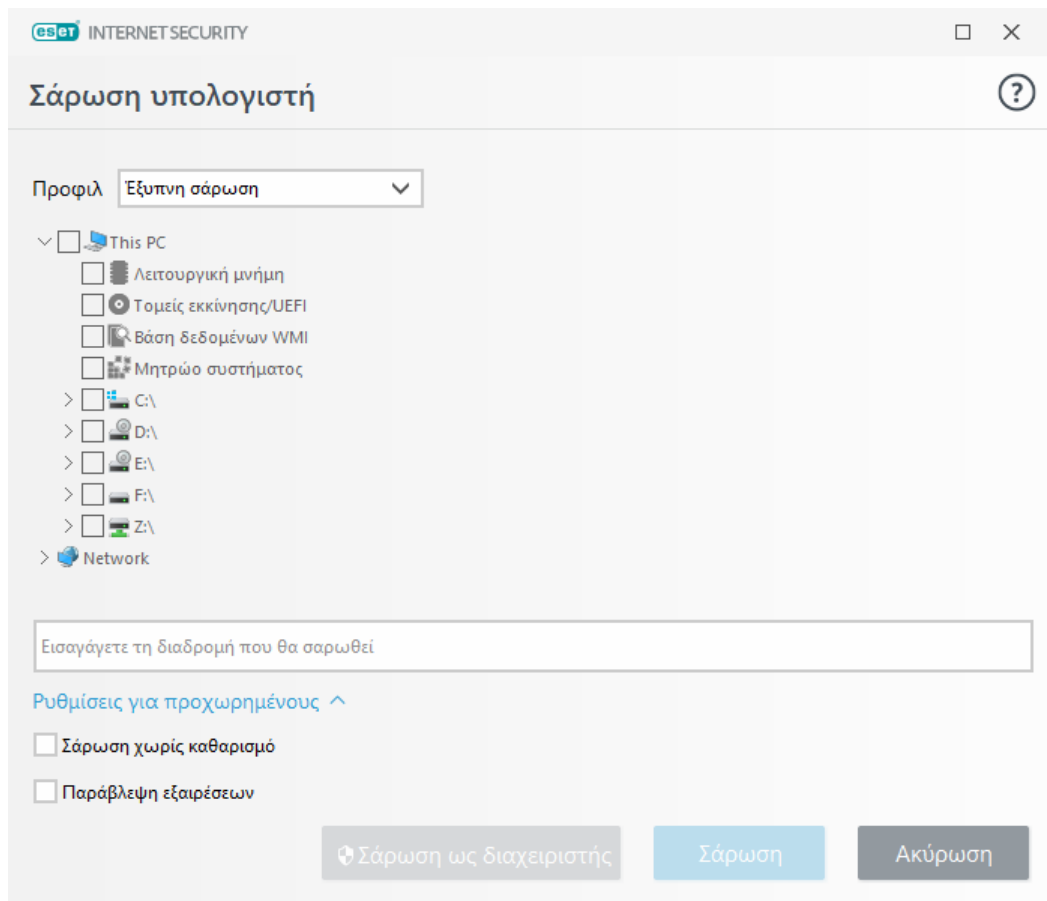 eset INTERNET SECURITY
Σάρωση υπολογιστή
Προφιλ Έξυπνη σάρωση
This PC
Λειτουργική μνήμη
Τομείς εκκίνησης/UEFI
Βάση δεδομένων WMI
Μητρώο συστήματος
C:\
D:\
E:\
F:\
Z:\
Network
Εισαγάγετε τη διαδρομή που θα σαρωθεί
Ρυθμίσεις για προχωρημένους
Σάρωση χωρίς καθαρισμό
Παράβλεψη εξαιρέσεων
Σάρωση ως διαχειριστής Σάρωση Ακύρωση